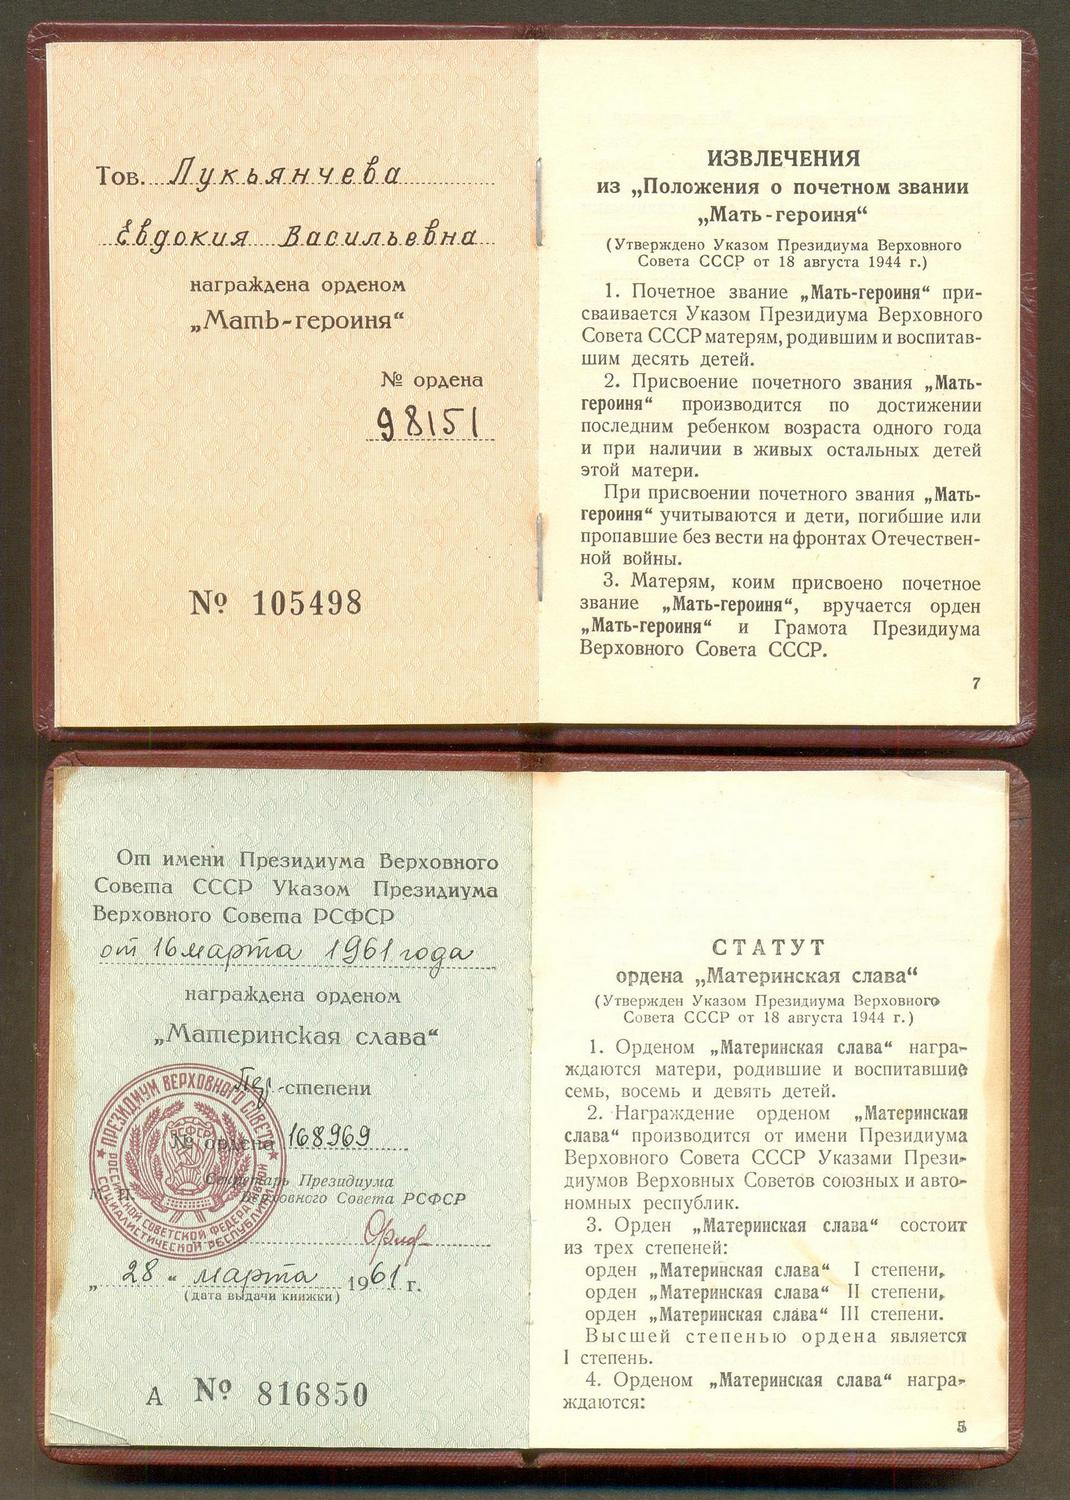 Тов. Лукьянчева
Евдокия Васильевна
награждена орденом
„Мать-героиня“
№ ордена
98151
№ 105498
ИЗВЛЕЧЕНИЯ
из „Положения о почетном звании
„Мать-героиня“
(Утверждено Указом Президиума Верховного
Совета СССР от 18 августа 1944 г.)
1. Почетное звание „Мать-героиня“ при-
сваивается Указом Президиума Верховного
Совета СССР матерям, родившим и воспитав-
шим десять детей.
2. Присвоение почетного звания „Мать-
героиня“ производится по достижении
последним ребенком возраста одного года
и при наличии в живых остальных детей
этой матери.
При присвоении почетного звания „Мать-
героиня“ учитываются и дети, погибшие или
пропавшие без вести на фронтах Отечествен-
ной войны.
3. Матерям, коим присвоено почетное
звание „Мать-героиня“, вручается орден
„Мать-героиня“ и Грамота Президиума
Верховного Совета СССР.
7
От имени Президиума Верховного
Совета СССР Указом Президиума
Верховного Совета РСФСР
от 16 марта 1961 года
награждена орденом
„Материнская слава“
Пер -степени
№ ордена 168969
Секретарь Президиума
Верховного Совета РСФСР
М. П.
ПРЕЗИДИУМ ВЕРХОВНОГО СОВЕТА
РОССИЙСКОЙ СОВЕТСКОЙ ФЕДЕРАТИВНОЙ
СОЦИАЛИСТИЧЕСКОЙ РЕСПУБЛИКИ
РСФСР
„28“ марта 1961 г.
(дата выдачи книжки)
А № 816850
СТАТУТ
ордена „Материнская слава“
(Утвержден Указом Президиума Верховного
Совета СССР от 18 августа 1944 г.)
1. Орденом „Материнская слава“ награ-
ждаются матери, родившие и воспитавшие
семь, восемь и девять детей.
2. Награждение орденом „Материнская
слава“ производится от имени Президиума
Верховного Совета СССР Указами Прези-
диумов Верховных Советов союзных и авто-
номных республик.
3. Орден „Материнская слава“ состоит
из трех степеней:
орден „Материнская слава“ I степени,
орден „Материнская слава“ II степени,
орден „Материнская слава“ III степени.
Высшей степенью ордена является
I степень.
4. Орденом „Материнская слава“ награ-
ждаются:
5